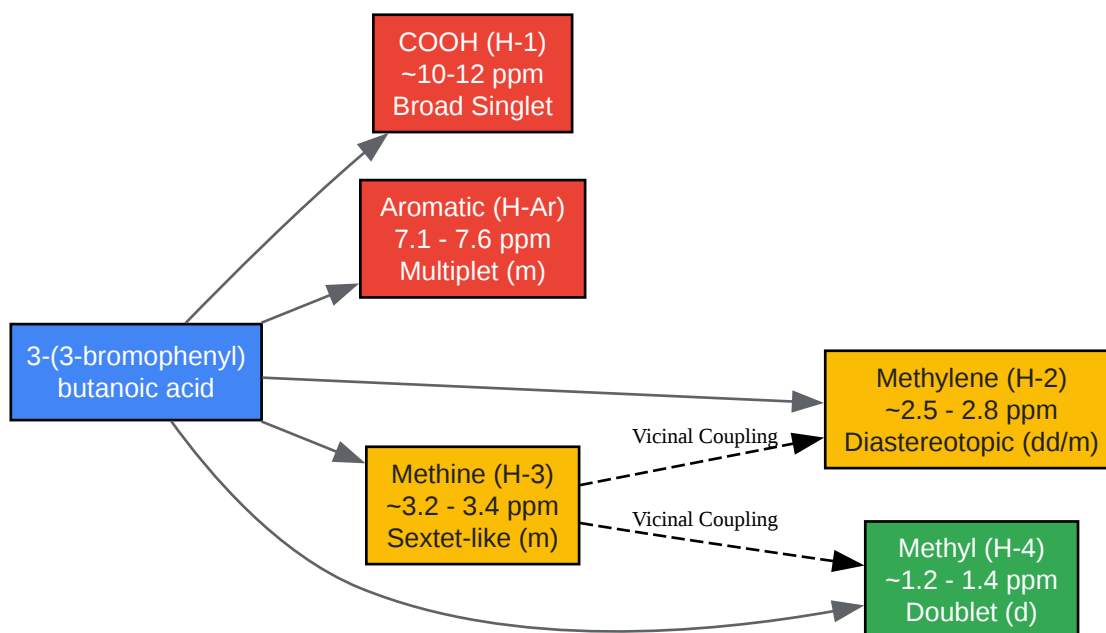 COOH (H-1)
~10-12 ppm
Broad Singlet
Aromatic (H-Ar)
7.1 - 7.6 ppm
Multiplet (m)
3-(3-bromophenyl)
butanoic acid
Methylene (H-2)
~2.5 - 2.8 ppm
Diastereotopic (dd/m)
Vicinal Coupling
Methine (H-3)
~3.2 - 3.4 ppm
Sextet-like (m)
Vicinal Coupling
Methyl (H-4)
~1.2 - 1.4 ppm
Doublet (d)